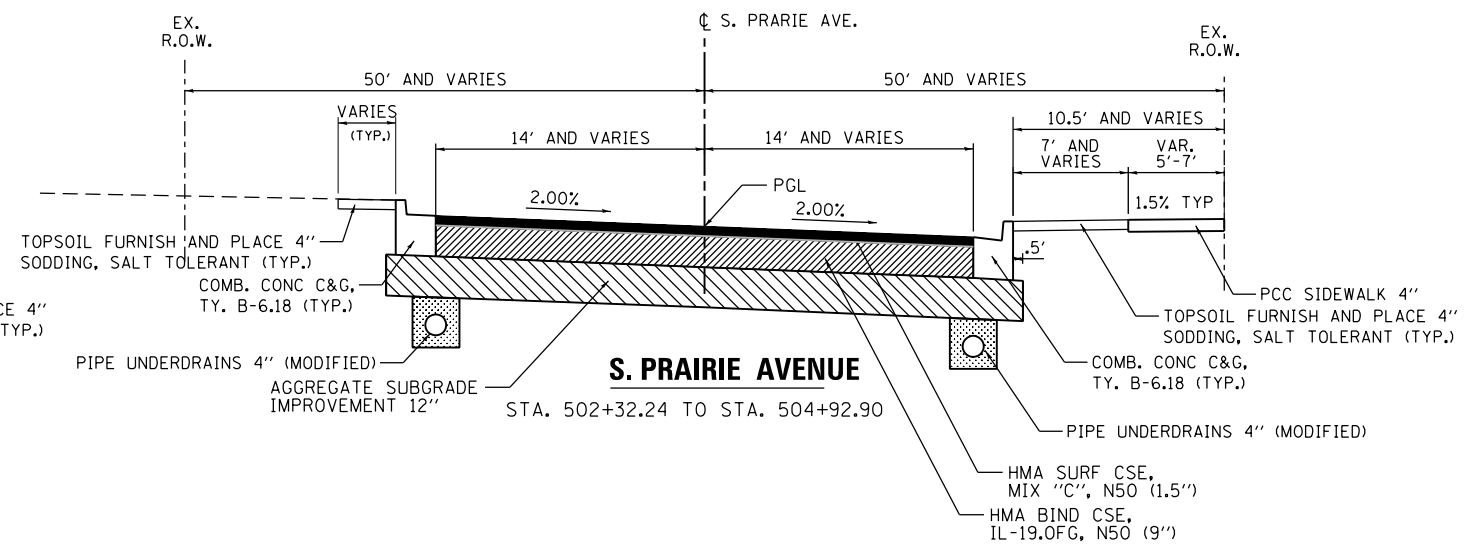 EX.
R.O.W.
℄ S. PRARIE AVE.
EX.
R.O.W.
50' AND VARIES
50' AND VARIES
VARIES
(TYP.)
14' AND VARIES
14' AND VARIES
10.5' AND VARIES
7' AND
VARIES
VAR.
5'-7'
1.5% TYP
PGL
2.00%
2.00%
TOPSOIL FURNISH AND PLACE 4"
SODDING, SALT TOLERANT (TYP.)
COMB. CONC C&G,
TY. B-6.18 (TYP.)
.5'
CE 4"
TYP.)
PIPE UNDERDRAINS 4" (MODIFIED)
AGGREGATE SUBGRADE
IMPROVEMENT 12"
PCC SIDEWALK 4"
TOPSOIL FURNISH AND PLACE 4"
SODDING, SALT TOLERANT (TYP.)
COMB. CONC C&G,
TY. B-6.18 (TYP.)
S. PRAIRIE AVENUE
STA. 502+32.24 TO STA. 504+92.90
PIPE UNDERDRAINS 4" (MODIFIED)
HMA SURF CSE,
MIX "C", N50 (1.5")
HMA BIND CSE,
IL-19.0FG, N50 (9")